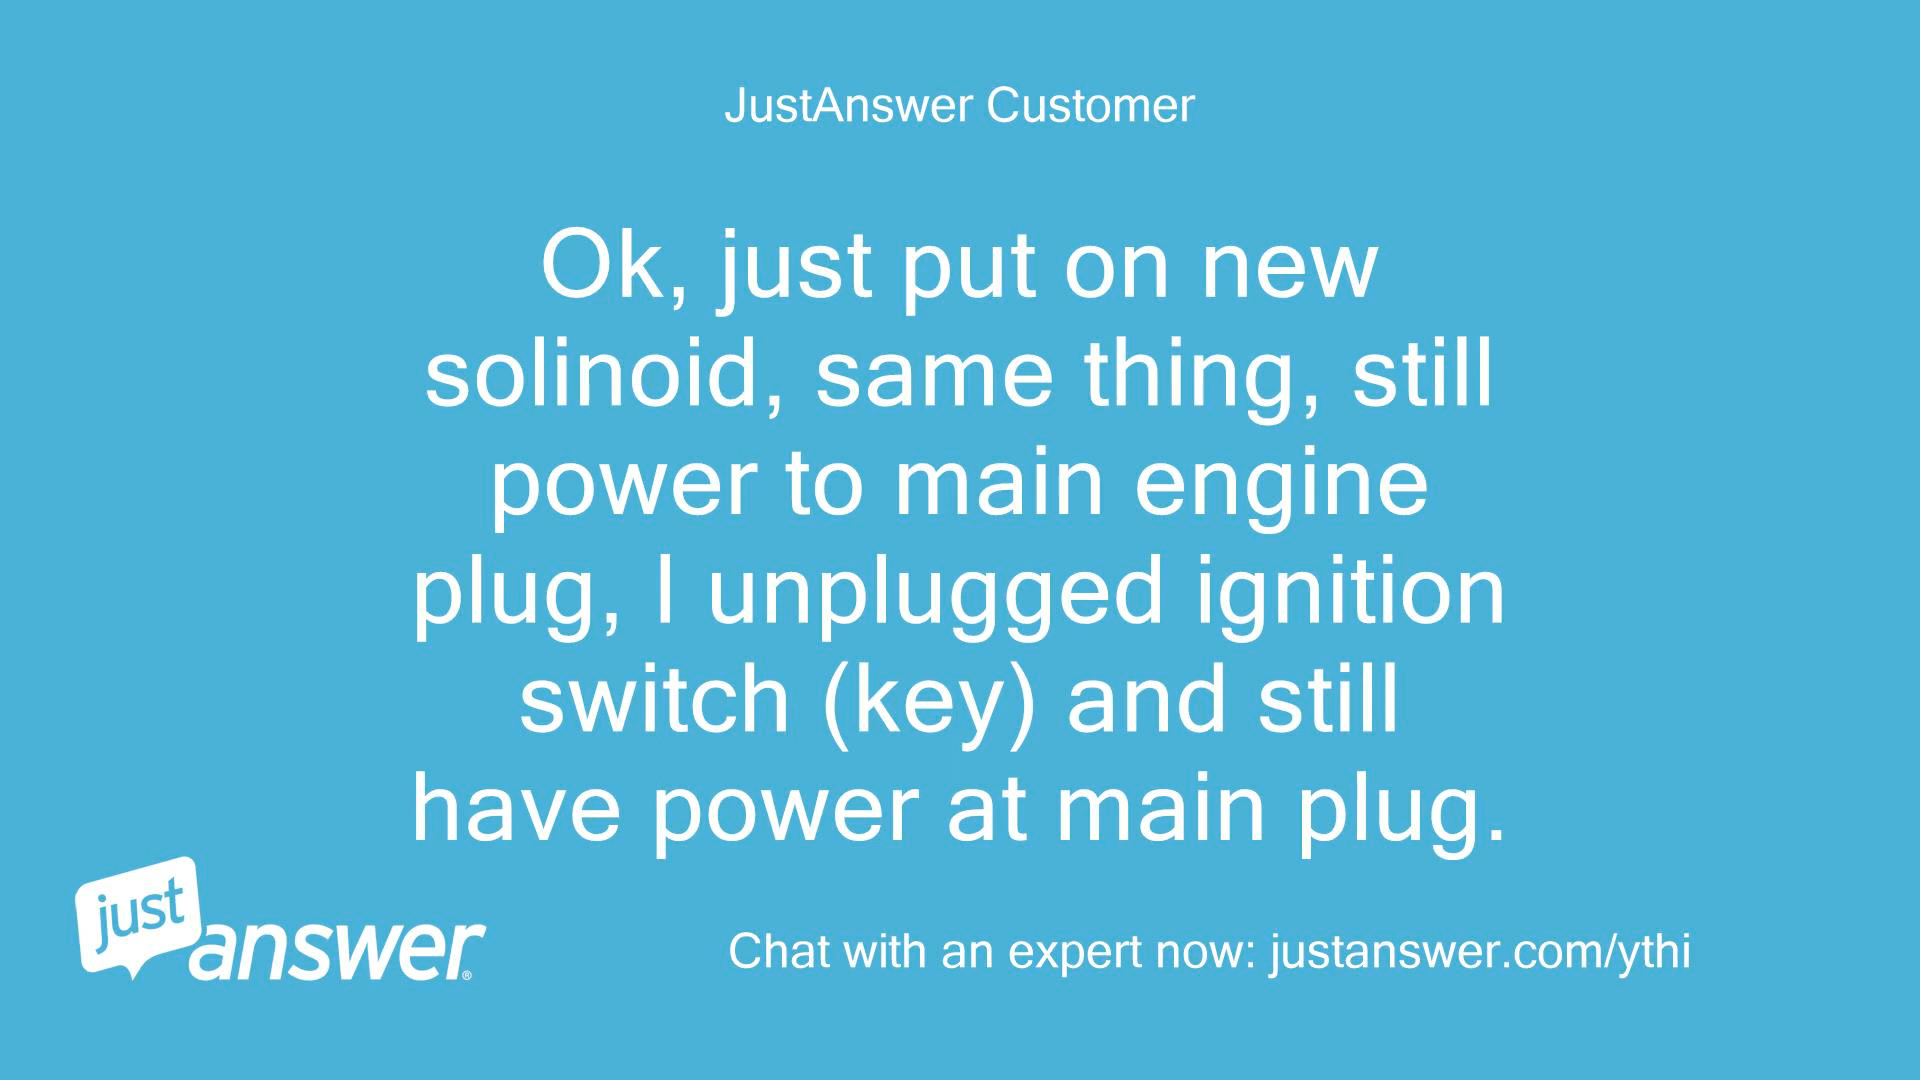 JustAnswer Customer
Ok, just put on new
solinoid, same thing, still
power to main engine
plug, I unplugged ignition
switch (key) and still
have power at main plug.
just
answer®
Chat with an expert now: justanswer.com/ythi